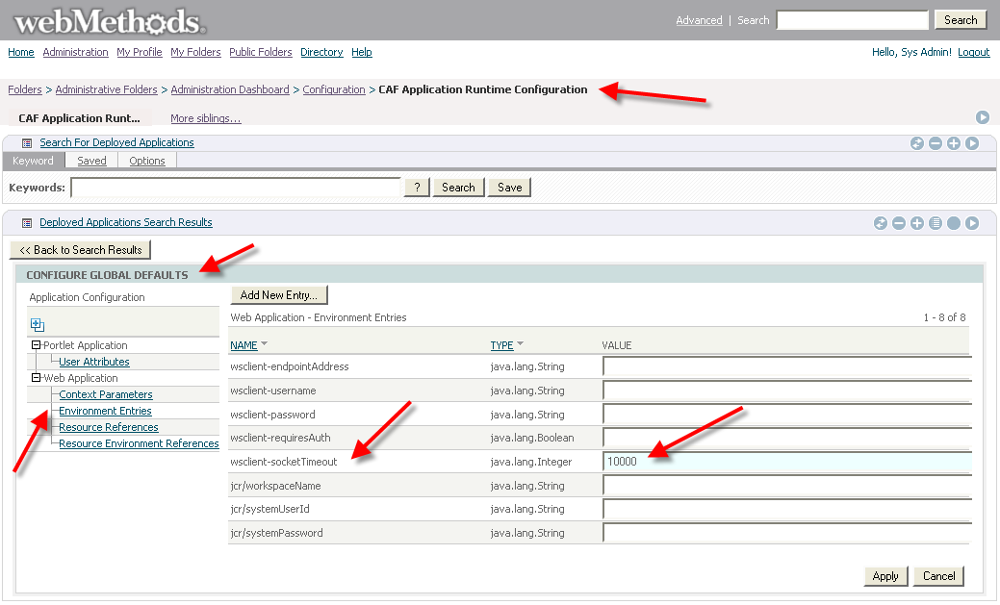 webMethods.
Advanced | Search Search
Home Administration My Profile My Folders Public Folders Directory Help Hello, Sys Admin! Logout
Folders > Administrative Folders > Administration Dashboard > Configuration > CAF Application Runtime Configuration
CAF Application Runt... More siblings...
Search For Deployed Applications
Keyword Saved Options
Keywords: ? Search Save
Deployed Applications Search Results
<< Back to Search Results
CONFIGURE GLOBAL DEFAULTS
Application Configuration
Portlet Application
User Attributes
Web Application
Context Parameters
Environment Entries
Resource References
Resource Environment References
Add New Entry...
Web Application - Environment Entries 1 - 8 of 8
NAME TYPE VALUE
wsclient-endpointAddress java.lang.String
wsclient-username java.lang.String
wsclient-password java.lang.String
wsclient-requiresAuth java.lang.Boolean
wsclient-socketTimeout java.lang.Integer 10000
jcr/workspaceName java.lang.String
jcr/systemUserId java.lang.String
jcr/systemPassword java.lang.String
Apply Cancel